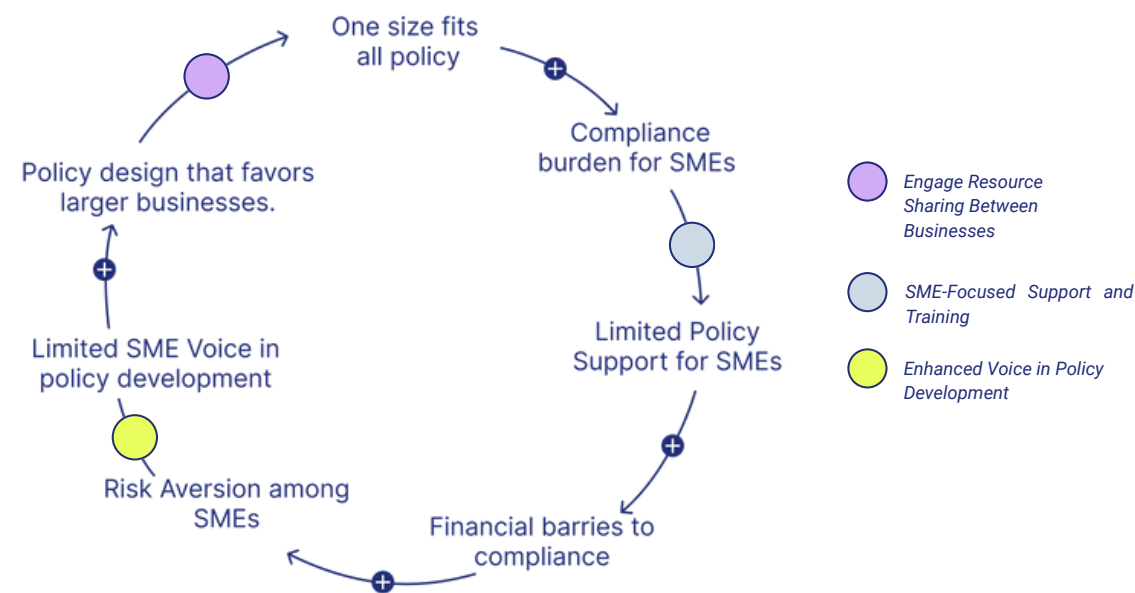 One size fits
all policy
Compliance
burden for SMEs
Limited Policy
Support for SMEs
Financial barries to
compliance
Risk Aversion among
SMEs
Limited SME Voice in
policy development
Policy design that favors
larger businesses.
Engage Resource
Sharing Between
Businesses
SME-Focused Support and
Training
Enhanced Voice in Policy
Development